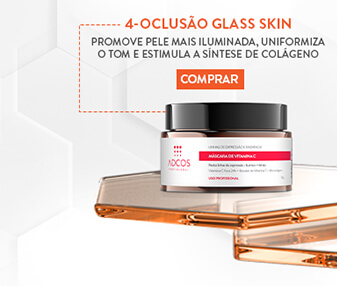 4-OCLUSÃO GLASS SKIN
PROMOVE PELE MAIS ILUMINADA, UNIFORMIZA
O TOM E ESTIMULA A SÍNTESE DE COLÁGENO
COMPRAR
ADCOS
MÁSCARA DE VITAMINA C
USO PROFISSIONAL